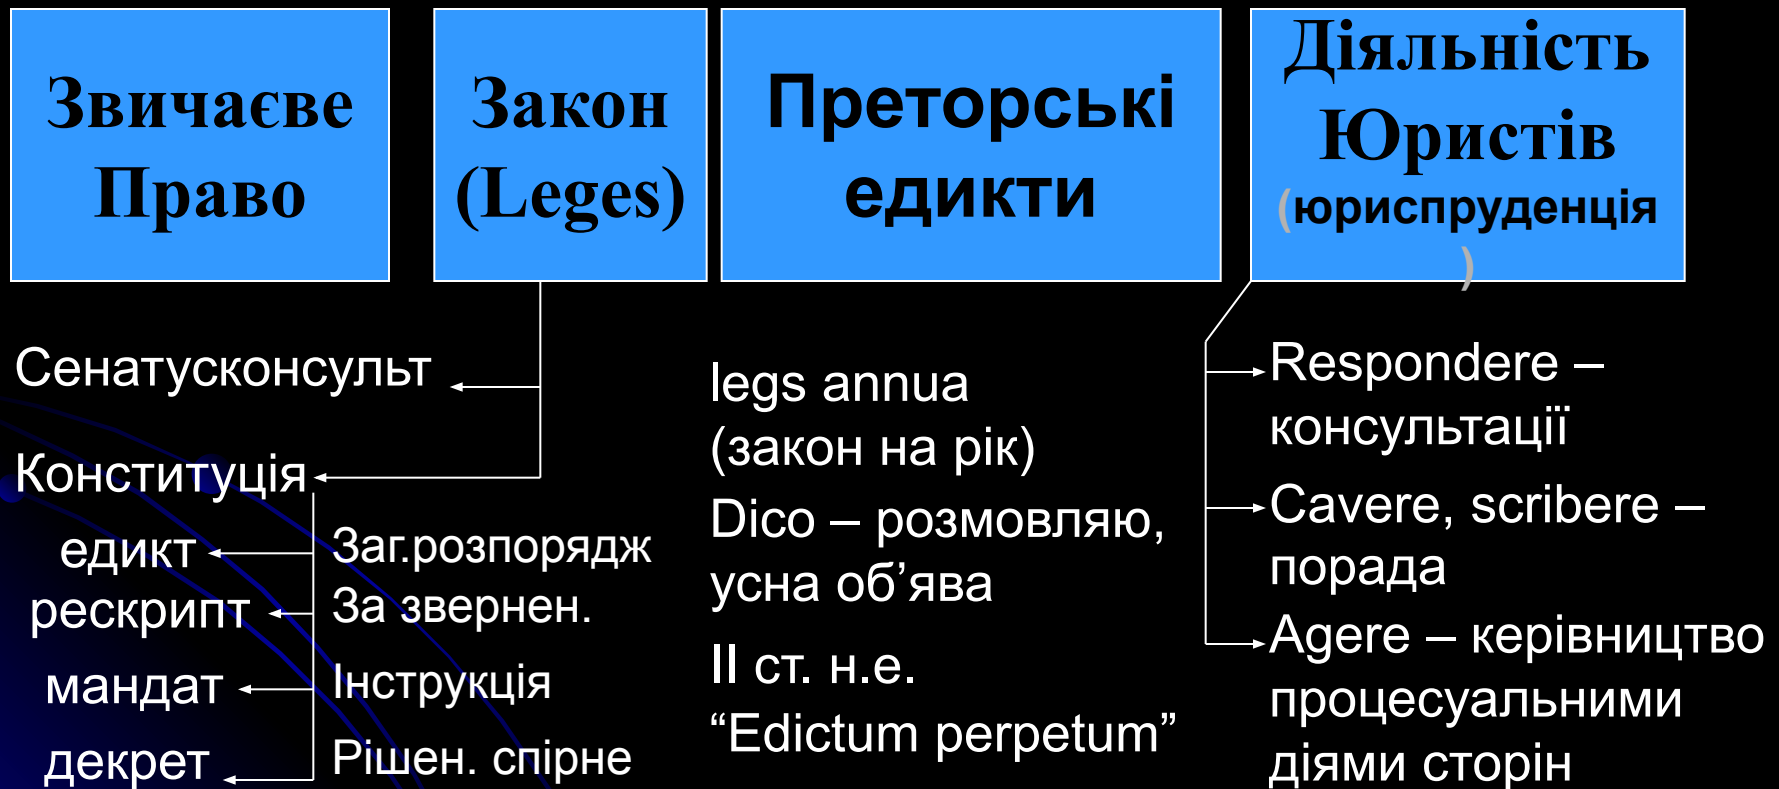 Звичаєве
Право
Закон
(Leges)
Преторські
едикти
Діяльність
Юристів
(юриспруденція
)
Сенатусконсульт
Конституція
едикт
Заг.розпорядж
рескрипт
За звернен.
мандат
Інструкція
декрет
Рішен. спірне
legs annua
(закон на рік)
Dico – розмовляю,
усна об’ява
II ст. н.е.
“Edictum perpetum”
Respondere –
консультації
Cavere, scribere –
порада
Agere – керівництво
процесуальними
діями сторін